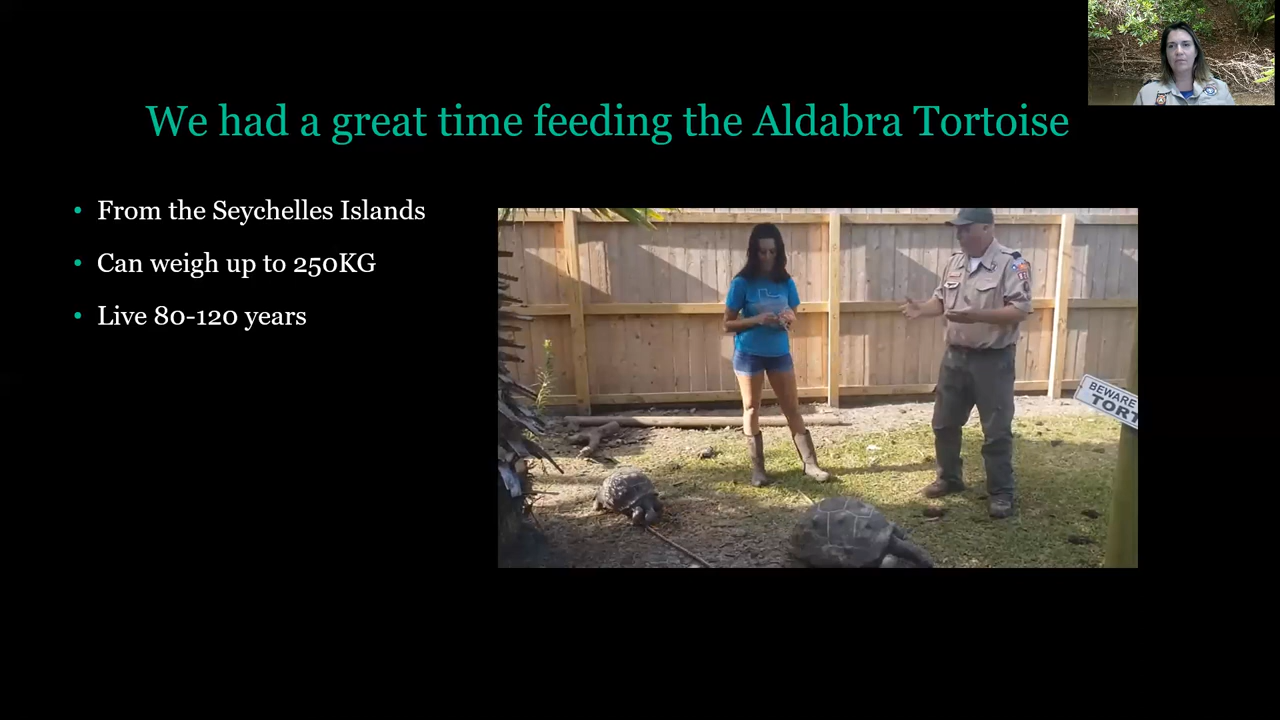 We had a great time feeding the Aldabra Tortoise
• From the Seychelles Islands
• Can weigh up to 250KG
• Live 80-120 years
BEWARE
TORT